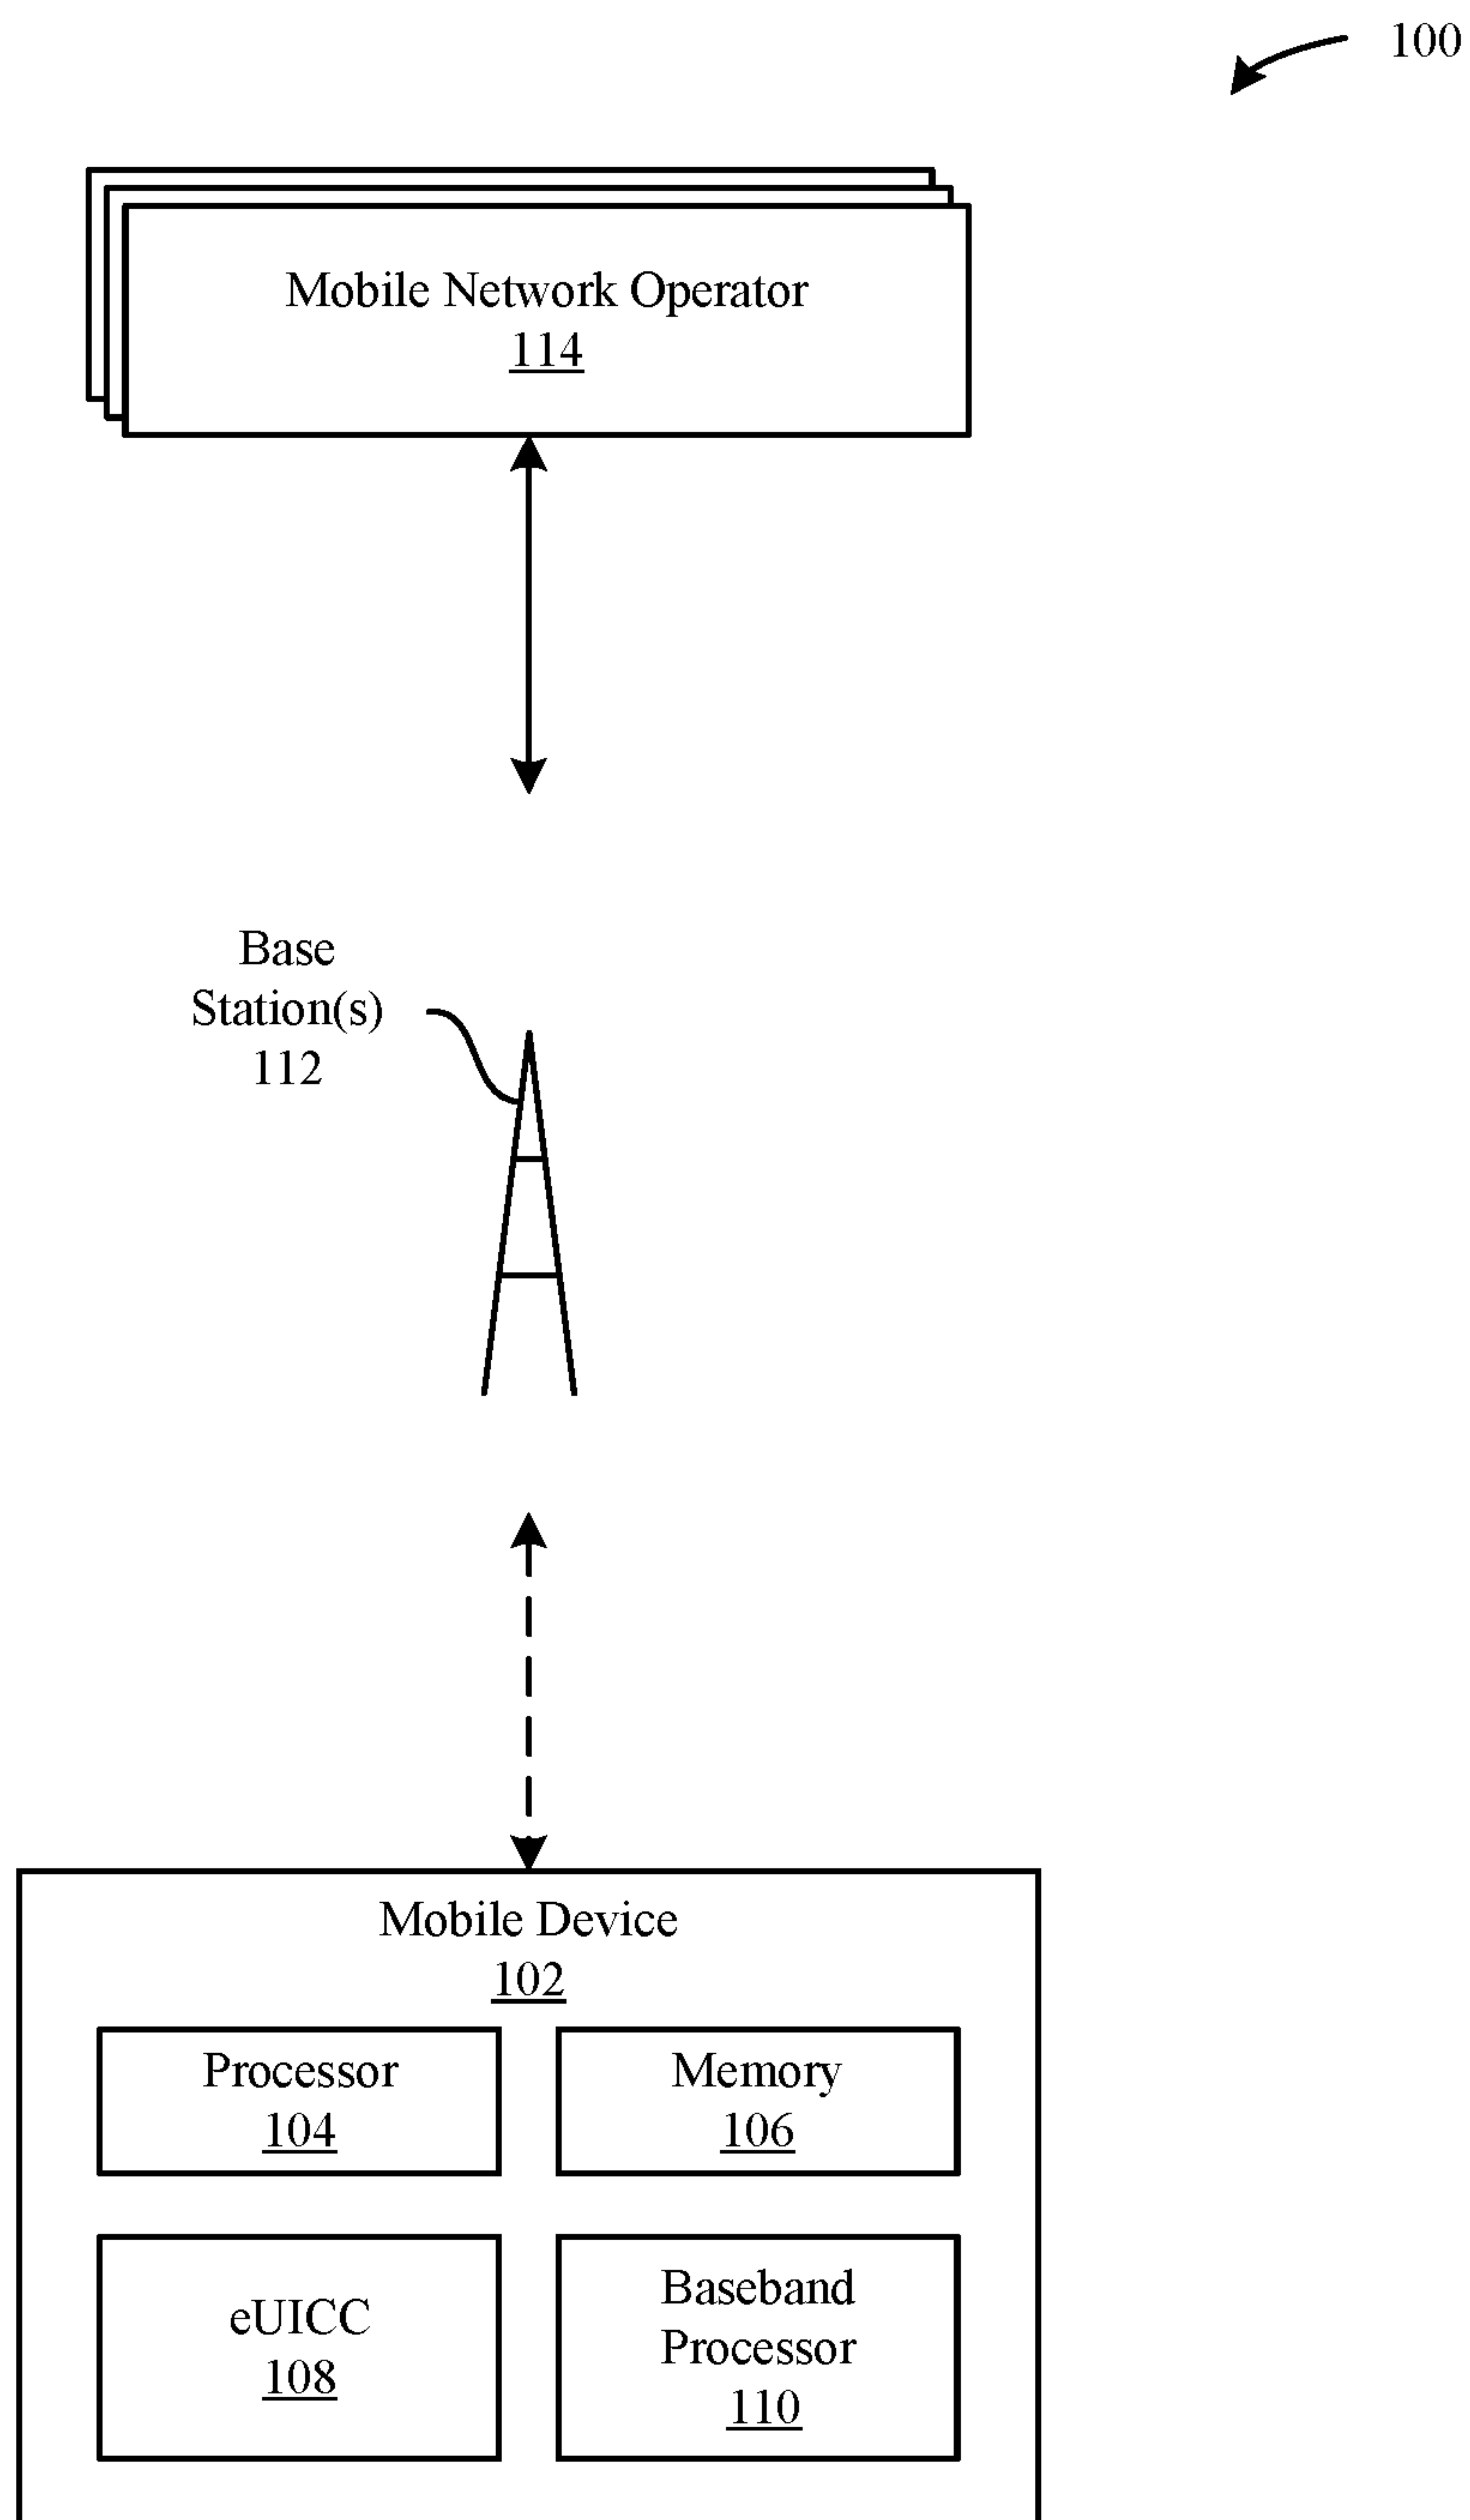 100
Mobile Network Operator
114
Base
Station(s)
112
Mobile Device
102
Processor
104
Memory
106
eUICC
108
Baseband
Processor
110